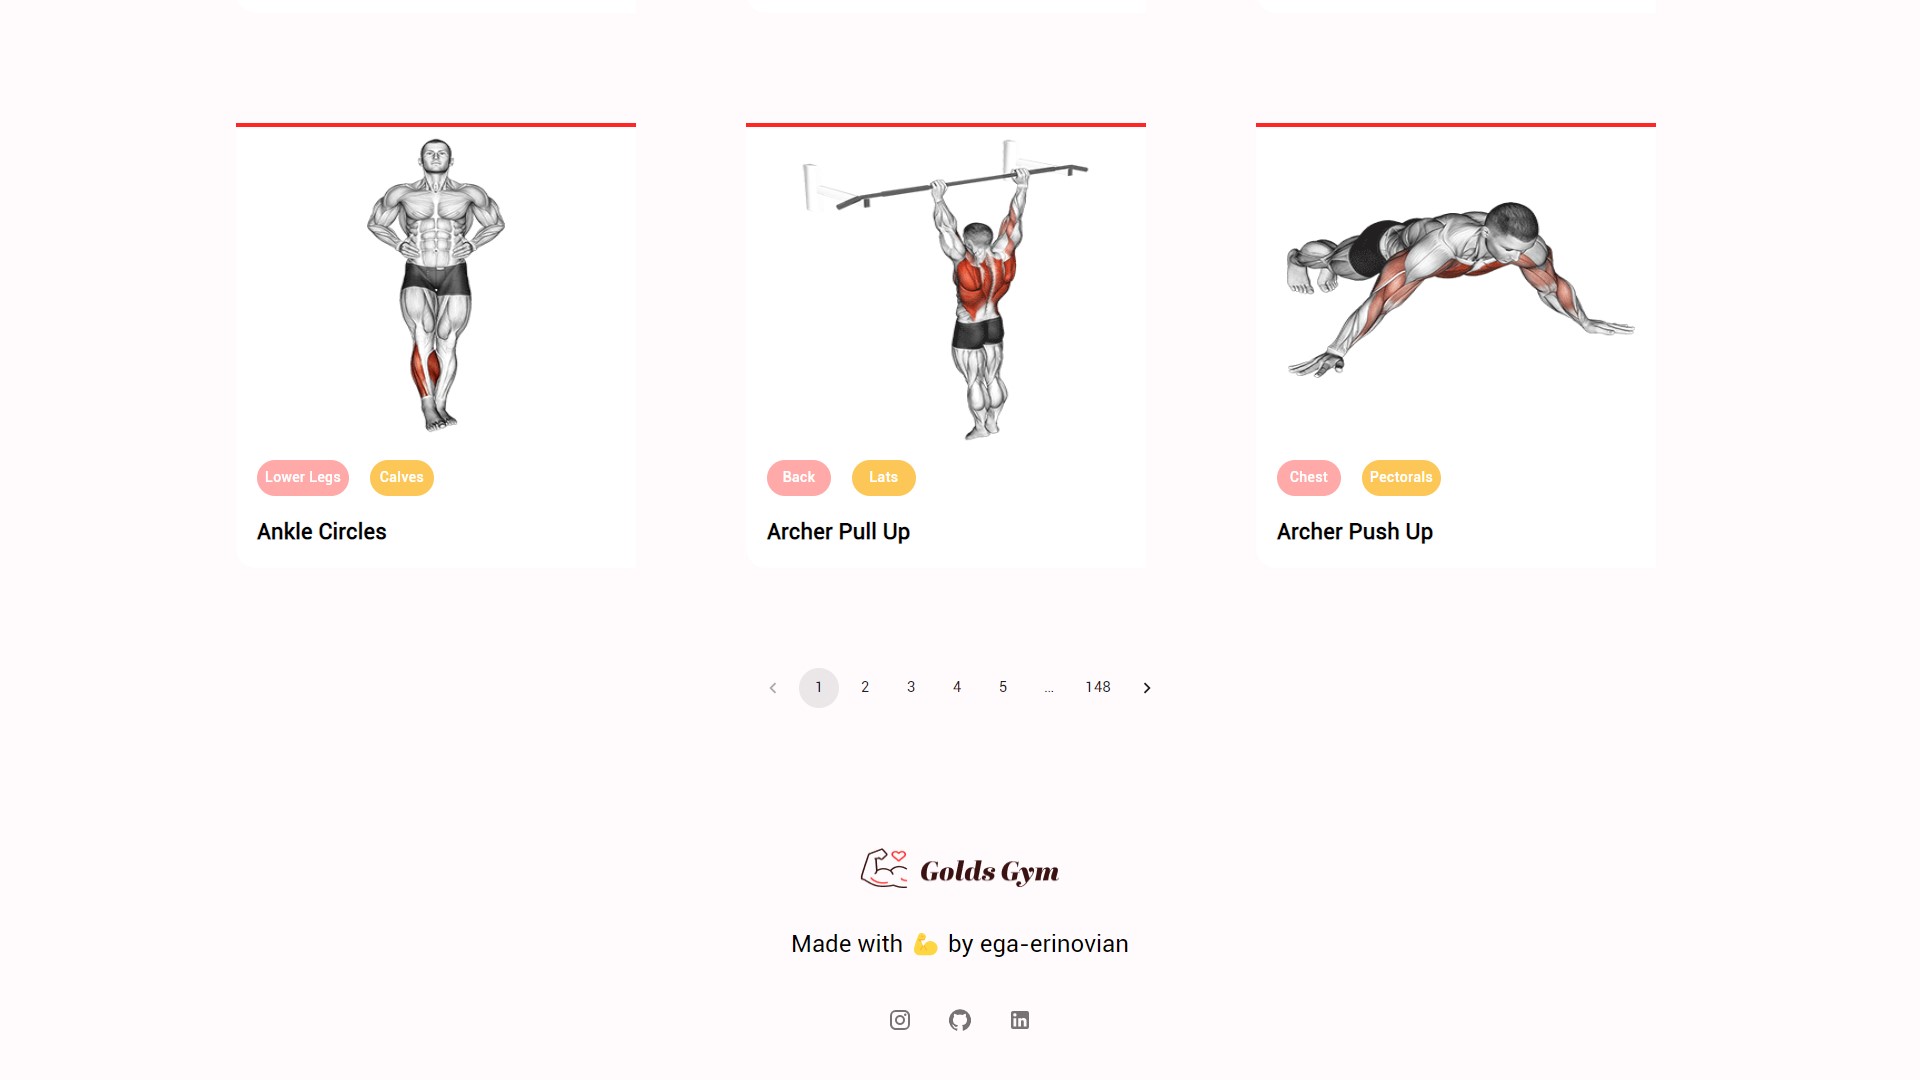 Lower Legs Calves
Ankle Circles
Back Lats
Archer Pull Up
Chest Pectorals
Archer Push Up
1 2 3 4 5 ... 148
Golds Gym
Made with 💪 by ega-erinovian